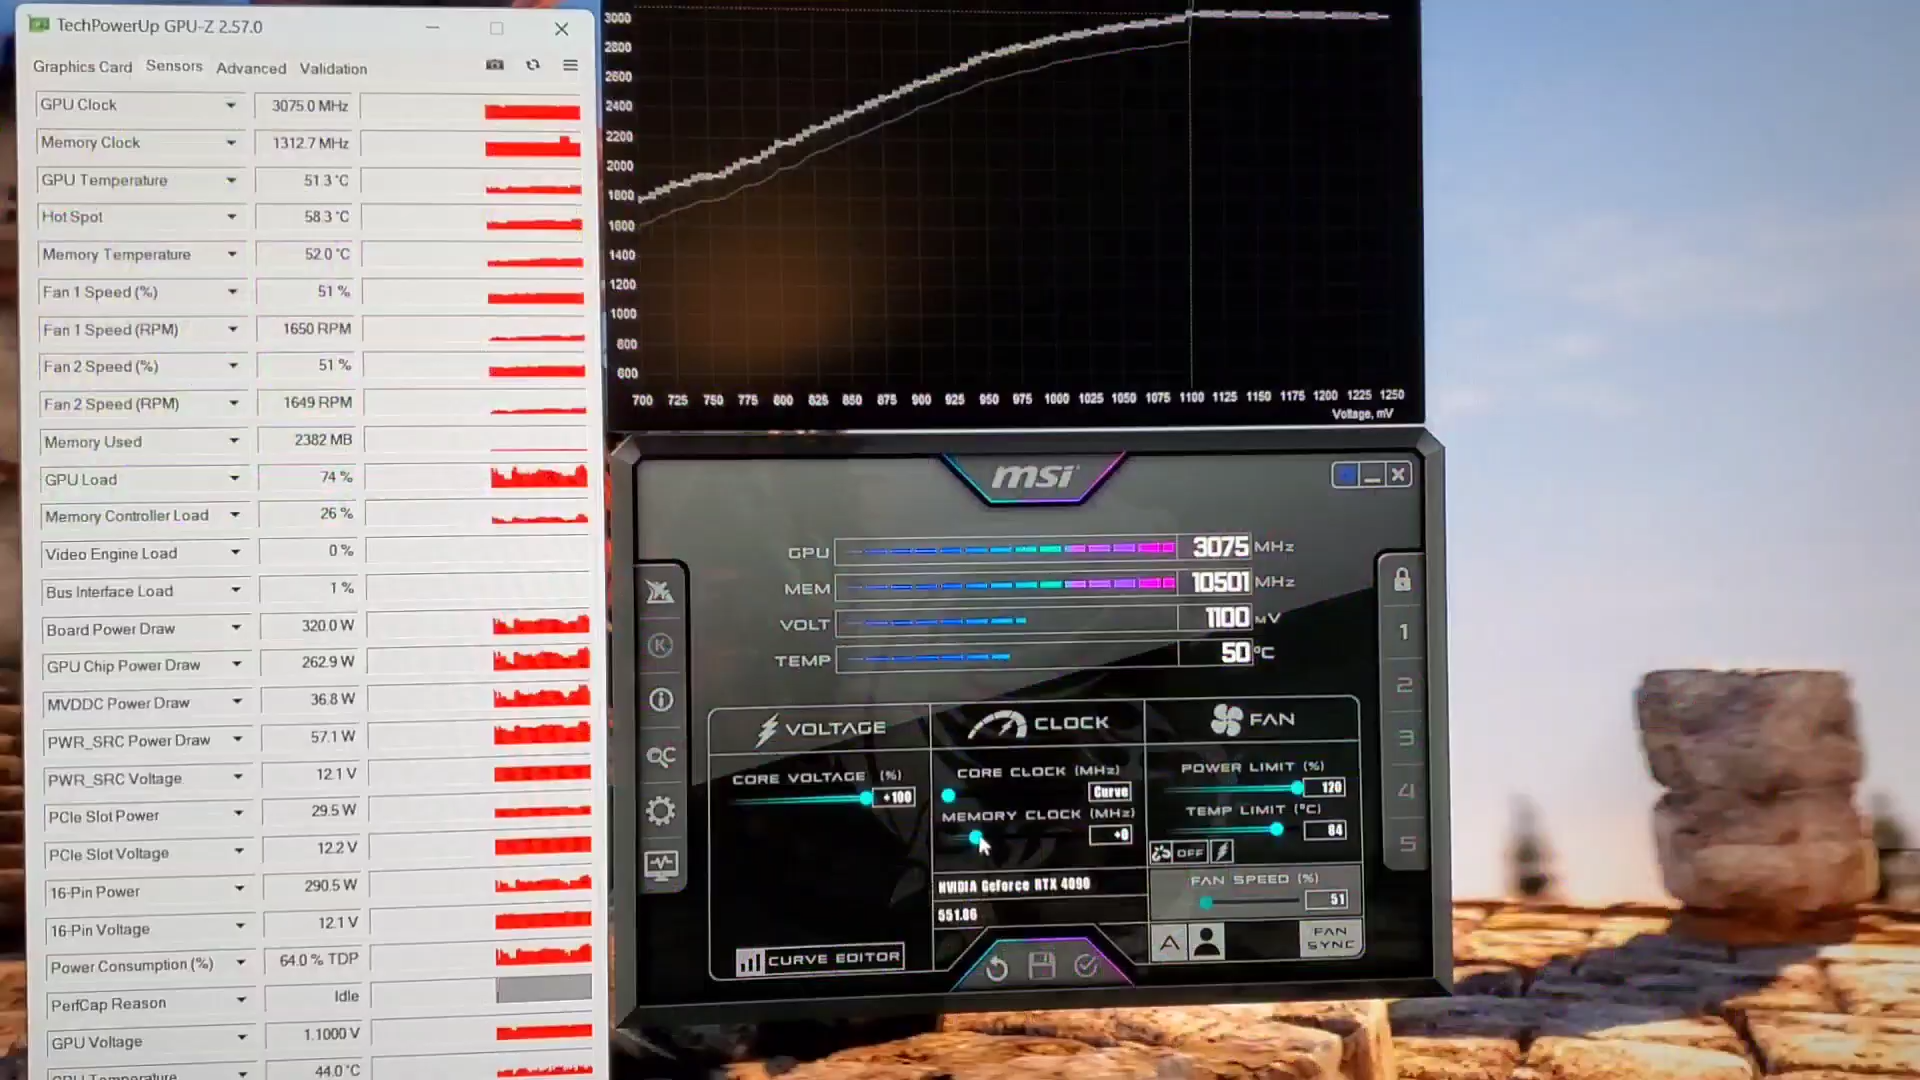 TechPowerUp GPU-Z 2.57.0
Graphics Card Sensors Advanced Validation
GPU Clock 3075.0 MHz
Memory Clock 1312.7 MHz
GPU Temperature 51.3 °C
Hot Spot 58.3 °C
Memory Temperature 52.0 °C
Fan 1 Speed (%) 51 %
Fan 1 Speed (RPM) 1650 RPM
Fan 2 Speed (%) 51 %
Fan 2 Speed (RPM) 1649 RPM
Memory Used 2382 MB
GPU Load 74 %
Memory Controller Load 26 %
Video Engine Load 0 %
Bus Interface Load 1 %
Board Power Draw 320.0 W
GPU Chip Power Draw 262.9 W
MVDDC Power Draw 36.8 W
PWR_SRC Power Draw 57.1 W
PWR_SRC Voltage 12.1 V
PCIe Slot Power 29.5 W
PCIe Slot Voltage 12.2 V
16-Pin Power 290.5 W
16-Pin Voltage 12.1 V
Power Consumption (%) 64.0 % TDP
PerfCap Reason Idle
GPU Voltage 1.1000 V
44.0 °C
3000
2800
2600
2400
2200
2000
1800
1600
1400
1200
1000
800
600
700 725 750 775 800 825 850 875 900 925 950 975 1000 1025 1050 1075 1100 1125 1150 1175 1200 1225 1250
Voltage, mV
msi
GPU 3075 MHz
MEM 10501 MHz
VOLT 1100 mV
TEMP 50 °C
K
OC
1
2
3
4
5
VOLTAGE
CORE VOLTAGE (%)
+100
CURVE EDITOR
CLOCK
CORE CLOCK (MHz)
Curve
MEMORY CLOCK (MHz)
+0
NVIDIA GeForce RTX 4090
551.86
FAN
POWER LIMIT (%)
120
TEMP LIMIT (°C)
84
OFF
FAN SPEED (%)
51
A
FAN SYNC